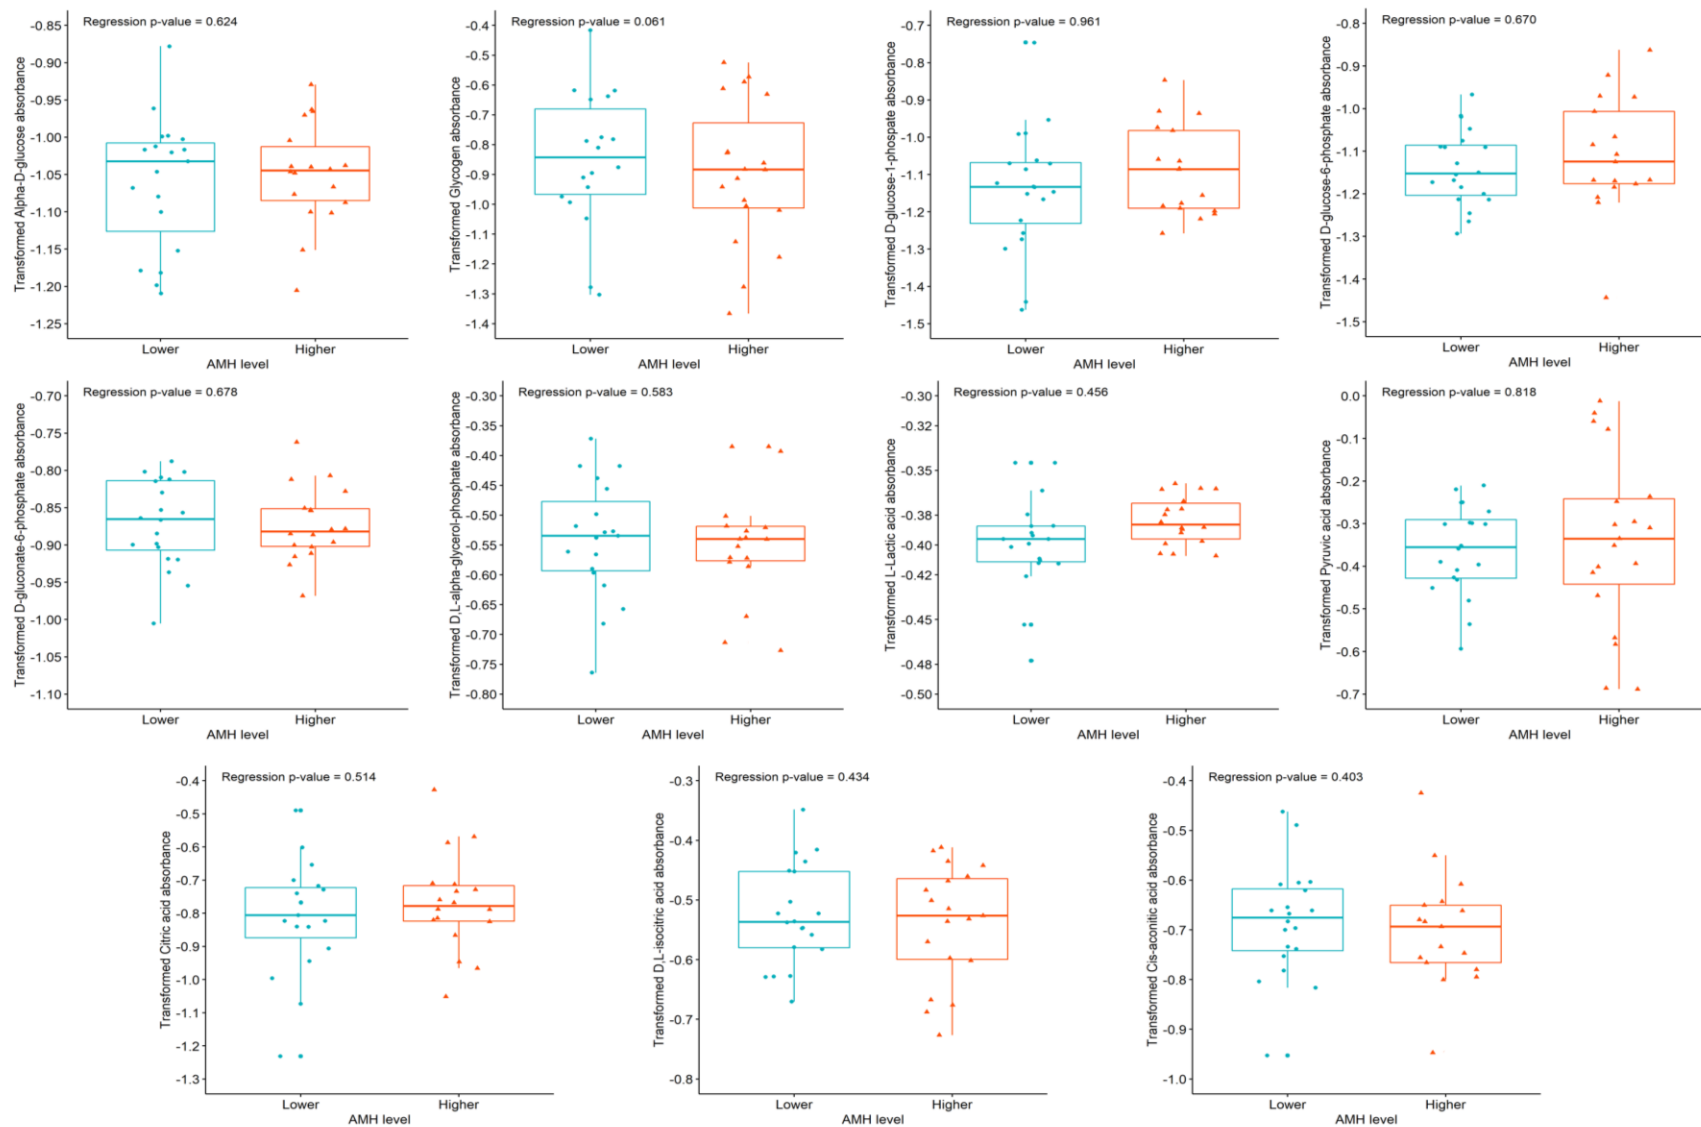 Regression p-value = 0.624
Transformed Alpha-D-glucose absorbance
-0.85
-0.90
-0.95
-1.00
-1.05
-1.10
-1.15
-1.20
-1.25
Lower
Higher
AMH level
Regression p-value = 0.061
Transformed Glycogen absorbance
-0.4
-0.5
-0.6
-0.7
-0.8
-0.9
-1.0
-1.1
-1.2
-1.3
-1.4
Lower
Higher
AMH level
Regression p-value = 0.961
Transformed D-glucose-1-phospate absorbance
-0.7
-0.8
-0.9
-1.0
-1.1
-1.2
-1.3
-1.4
-1.5
Lower
Higher
AMH level
Regression p-value = 0.670
Transformed D-glucose-6-phosphate absorbance
-0.8
-0.9
-1.0
-1.1
-1.2
-1.3
-1.4
-1.5
Lower
Higher
AMH level
Regression p-value = 0.678
Transformed D-gluconate-6-phosphate absorbance
-0.70
-0.75
-0.80
-0.85
-0.90
-0.95
-1.00
-1.05
-1.10
Lower
Higher
AMH level
Regression p-value = 0.583
Transformed D,L-alpha-glycerol-phosphate absorbance
-0.30
-0.35
-0.40
-0.45
-0.50
-0.55
-0.60
-0.65
-0.70
-0.75
-0.80
Lower
Higher
AMH level
Regression p-value = 0.456
Transformed L-Lactic acid absorbance
-0.30
-0.32
-0.35
-0.38
-0.40
-0.42
-0.45
-0.48
-0.50
Lower
Higher
AMH level
Regression p-value = 0.818
Transformed Pyruvic acid absorbance
0.0
-0.1
-0.2
-0.3
-0.4
-0.5
-0.6
-0.7
Lower
Higher
AMH level
Regression p-value = 0.514
Transformed Citric acid absorbance
-0.4
-0.5
-0.6
-0.7
-0.8
-0.9
-1.0
-1.1
-1.2
-1.3
Lower
Higher
AMH level
Regression p-value = 0.434
Transformed D,L-isocitric acid absorbance
-0.3
-0.4
-0.5
-0.6
-0.7
-0.8
Lower
Higher
AMH level
Regression p-value = 0.403
Transformed Cis-aconitic acid absorbance
-0.4
-0.5
-0.6
-0.7
-0.8
-0.9
-1.0
Lower
Higher
AMH level